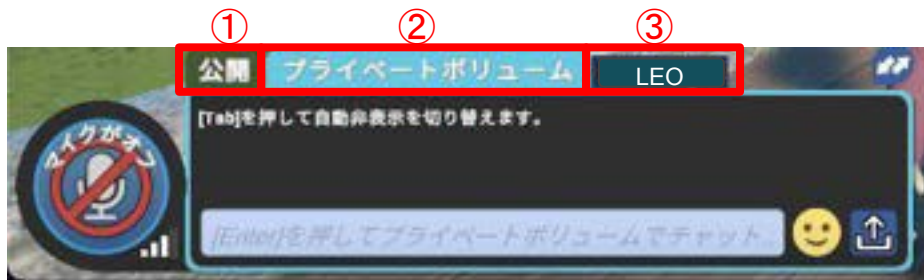 ① ② ③
公開 プライベートボリューム LEO
マイクがオフ
[Tab]を押して自動非表示を切り替えます。
[Enter]を押してプライベートボリュームでチャット